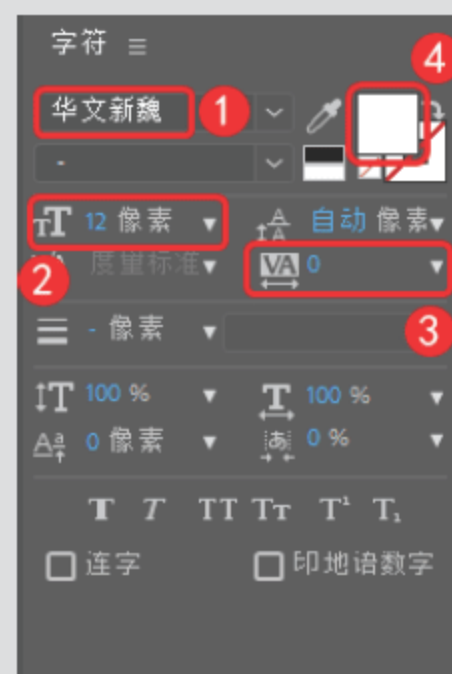 字符
4
华文新魏 1
-
12 像素 自动 像素
度量标准 VA 0
2
- 像素 3
100 % 100 %
0 像素 0 %
T T TT Tт T¹ T₁
连字 印地语数字